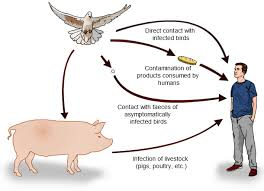 Direct contact with
infected birds
Contamination of
products consumed by
humans
Contact with faeces of
asymptomatically
infected birds
Infection of livestock
(pigs, poultry, etc.)